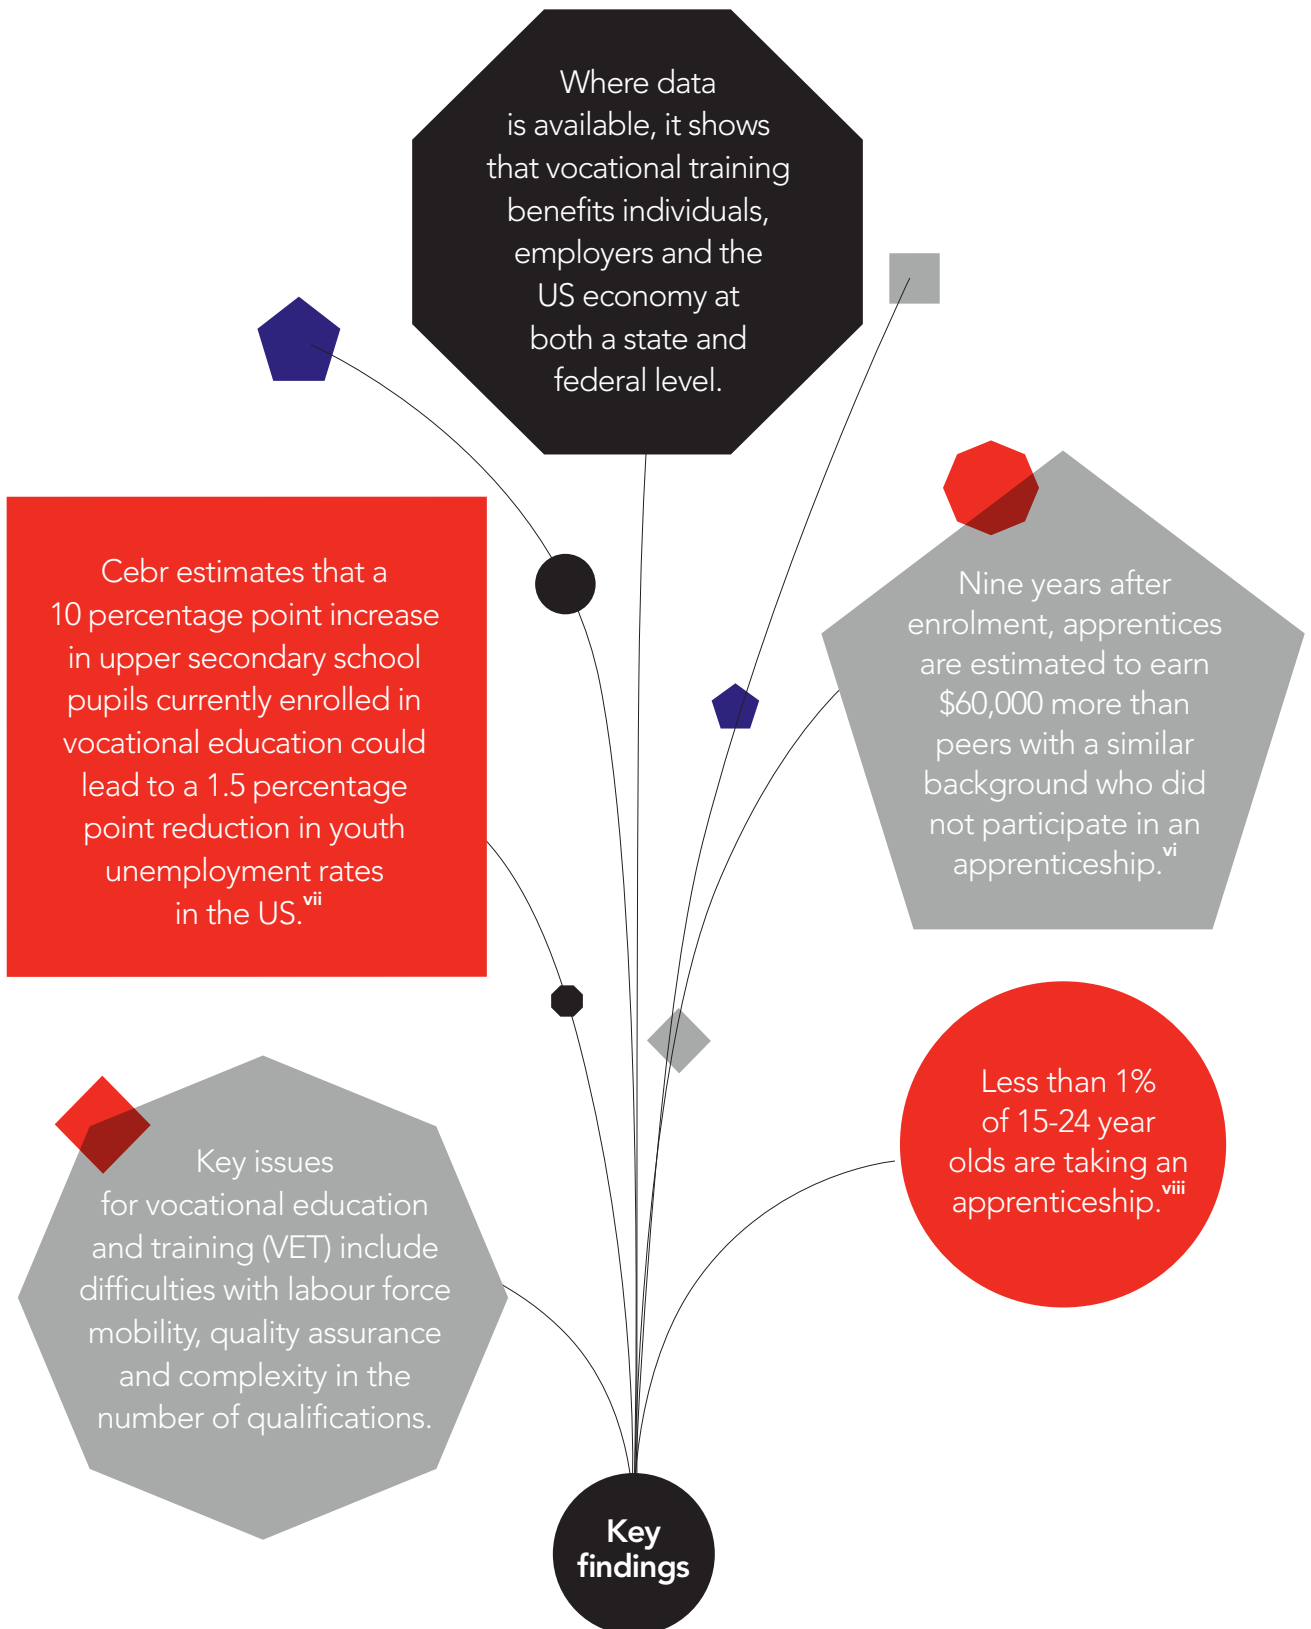 Where data
is available, it shows
that vocational training
benefits individuals,
employers and the
US economy at
both a state and
federal level.
Cebr estimates that a
10 percentage point increase
in upper secondary school
pupils currently enrolled in
vocational education could
lead to a 1.5 percentage
point reduction in youth
unemployment rates
in the US.vii
Nine years after
enrolment, apprentices
are estimated to earn
$60,000 more than
peers with a similar
background who did
not participate in an
apprenticeship.vi
Key issues
for vocational education
and training (VET) include
difficulties with labour force
mobility, quality assurance
and complexity in the
number of qualifications.
Less than 1%
of 15-24 year
olds are taking an
apprenticeship.viii
Key
findings